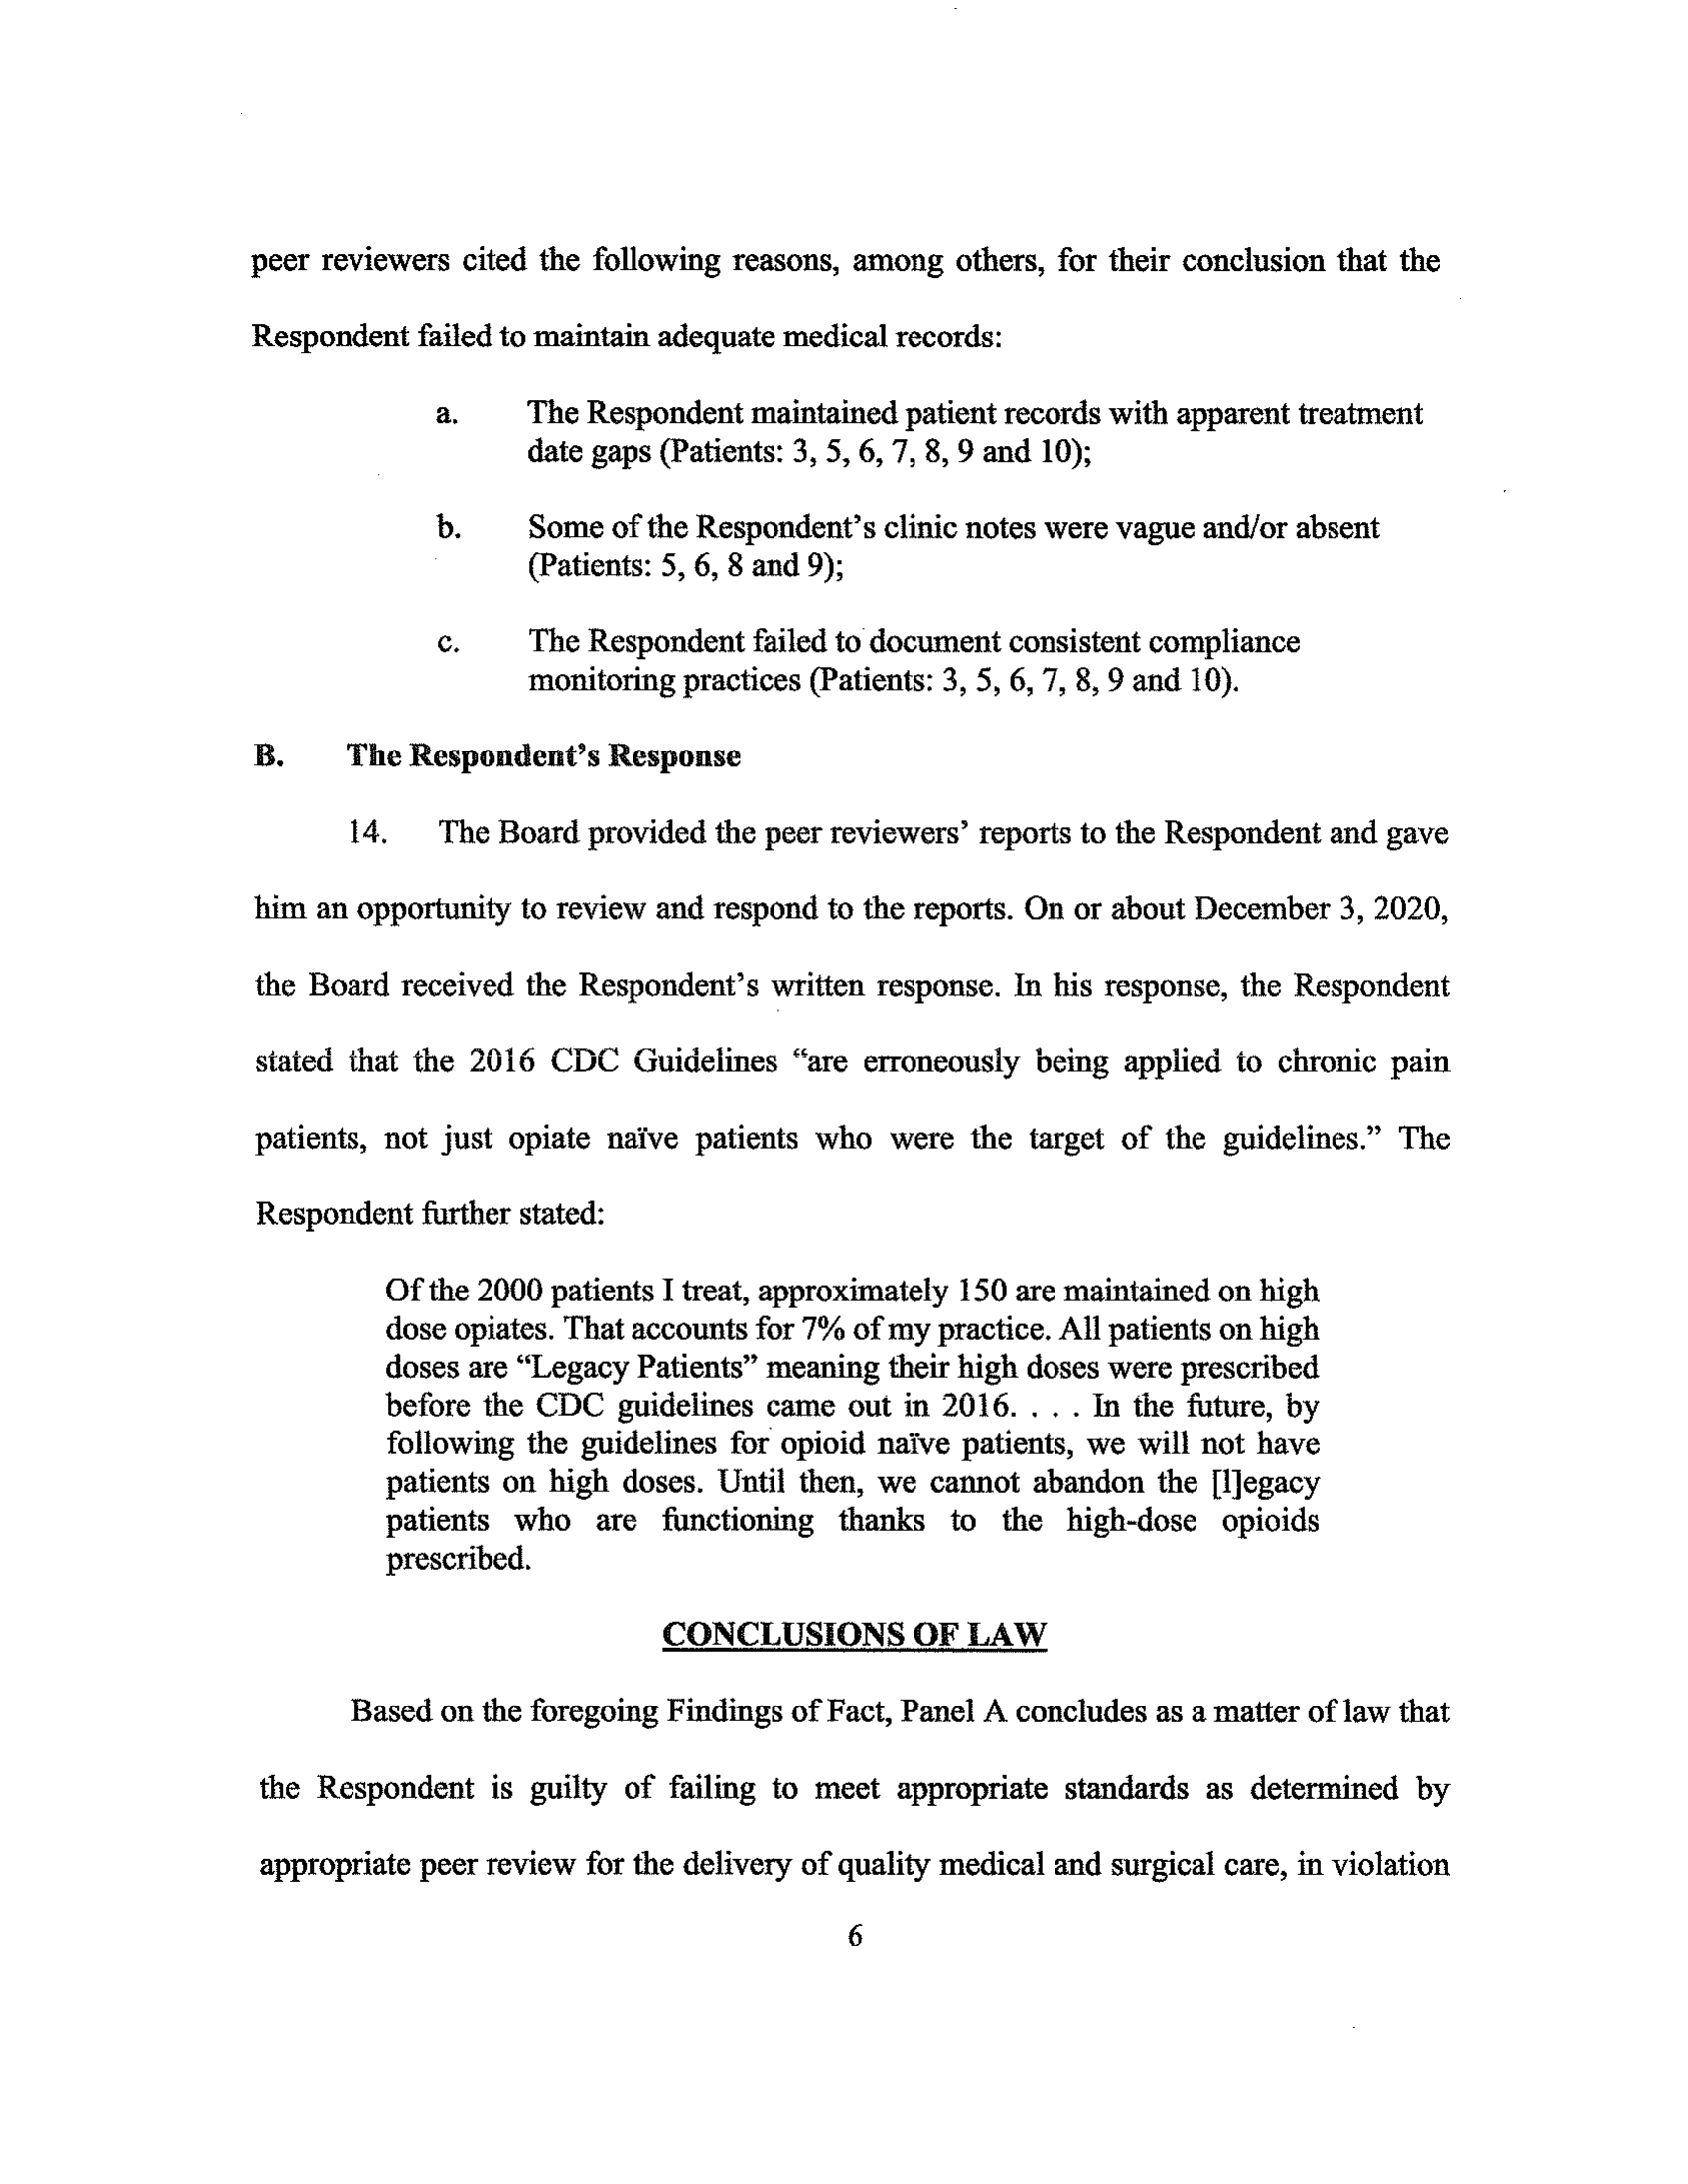 peer reviewers cited the following reasons, among others, for their conclusion that the
Respondent failed to maintain adequate medical records:
a. The Respondent maintained patient records with apparent treatment
date gaps (Patients: 3, 5, 6, 7, 8, 9 and 10);
b. Some of the Respondent’s clinic notes were vague and/or absent
(Patients: 5, 6, 8 and 9);
c. The Respondent failed to document consistent compliance
monitoring practices (Patients: 3, 5, 6, 7, 8, 9 and 10).
B. The Respondent’s Response
14. The Board provided the peer reviewers’ reports to the Respondent and gave
him an opportunity to review and respond to the reports. On or about December 3, 2020,
the Board received the Respondent’s written response. In his response, the Respondent
stated that the 2016 CDC Guidelines “are erroneously being applied to chronic pain
patients, not just opiate naïve patients who were the target of the guidelines.” The
Respondent further stated:
Of the 2000 patients I treat, approximately 150 are maintained on high
dose opiates. That accounts for 7% of my practice. All patients on high
doses are “Legacy Patients” meaning their high doses were prescribed
before the CDC guidelines came out in 2016. . . . In the future, by
following the guidelines for opioid naïve patients, we will not have
patients on high doses. Until then, we cannot abandon the [l]egacy
patients who are functioning thanks to the high-dose opioids
prescribed.
CONCLUSIONS OF LAW
Based on the foregoing Findings of Fact, Panel A concludes as a matter of law that
the Respondent is guilty of failing to meet appropriate standards as determined by
appropriate peer review for the delivery of quality medical and surgical care, in violation
6